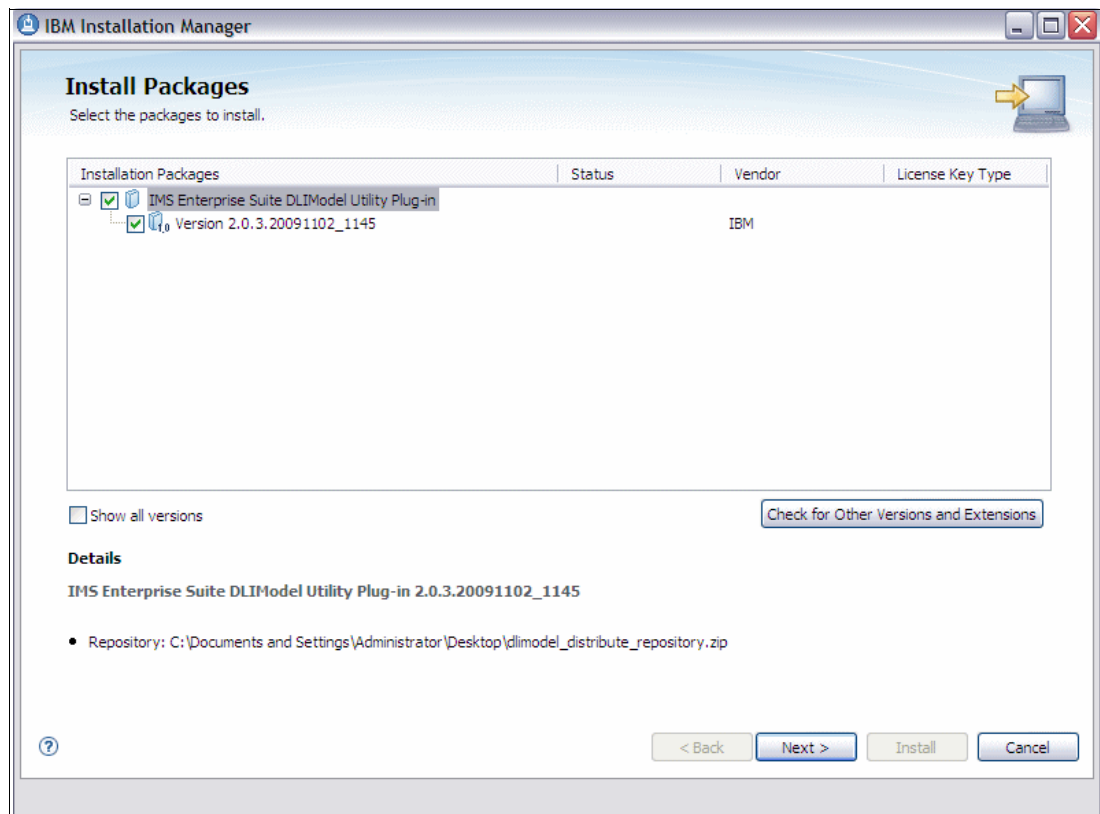 IBM Installation Manager
Install Packages
Select the packages to install.
Installation Packages Status Vendor License Key Type
IMS Enterprise Suite DLIModel Utility Plug-in
Version 2.0.3.20091102_1145 IBM
Show all versions Check for Other Versions and Extensions
Details
IMS Enterprise Suite DLIModel Utility Plug-in 2.0.3.20091102_1145
• Repository: C:\Documents and Settings\Administrator\Desktop\dlimodel_distribute_repository.zip
? < Back Next > Install Cancel